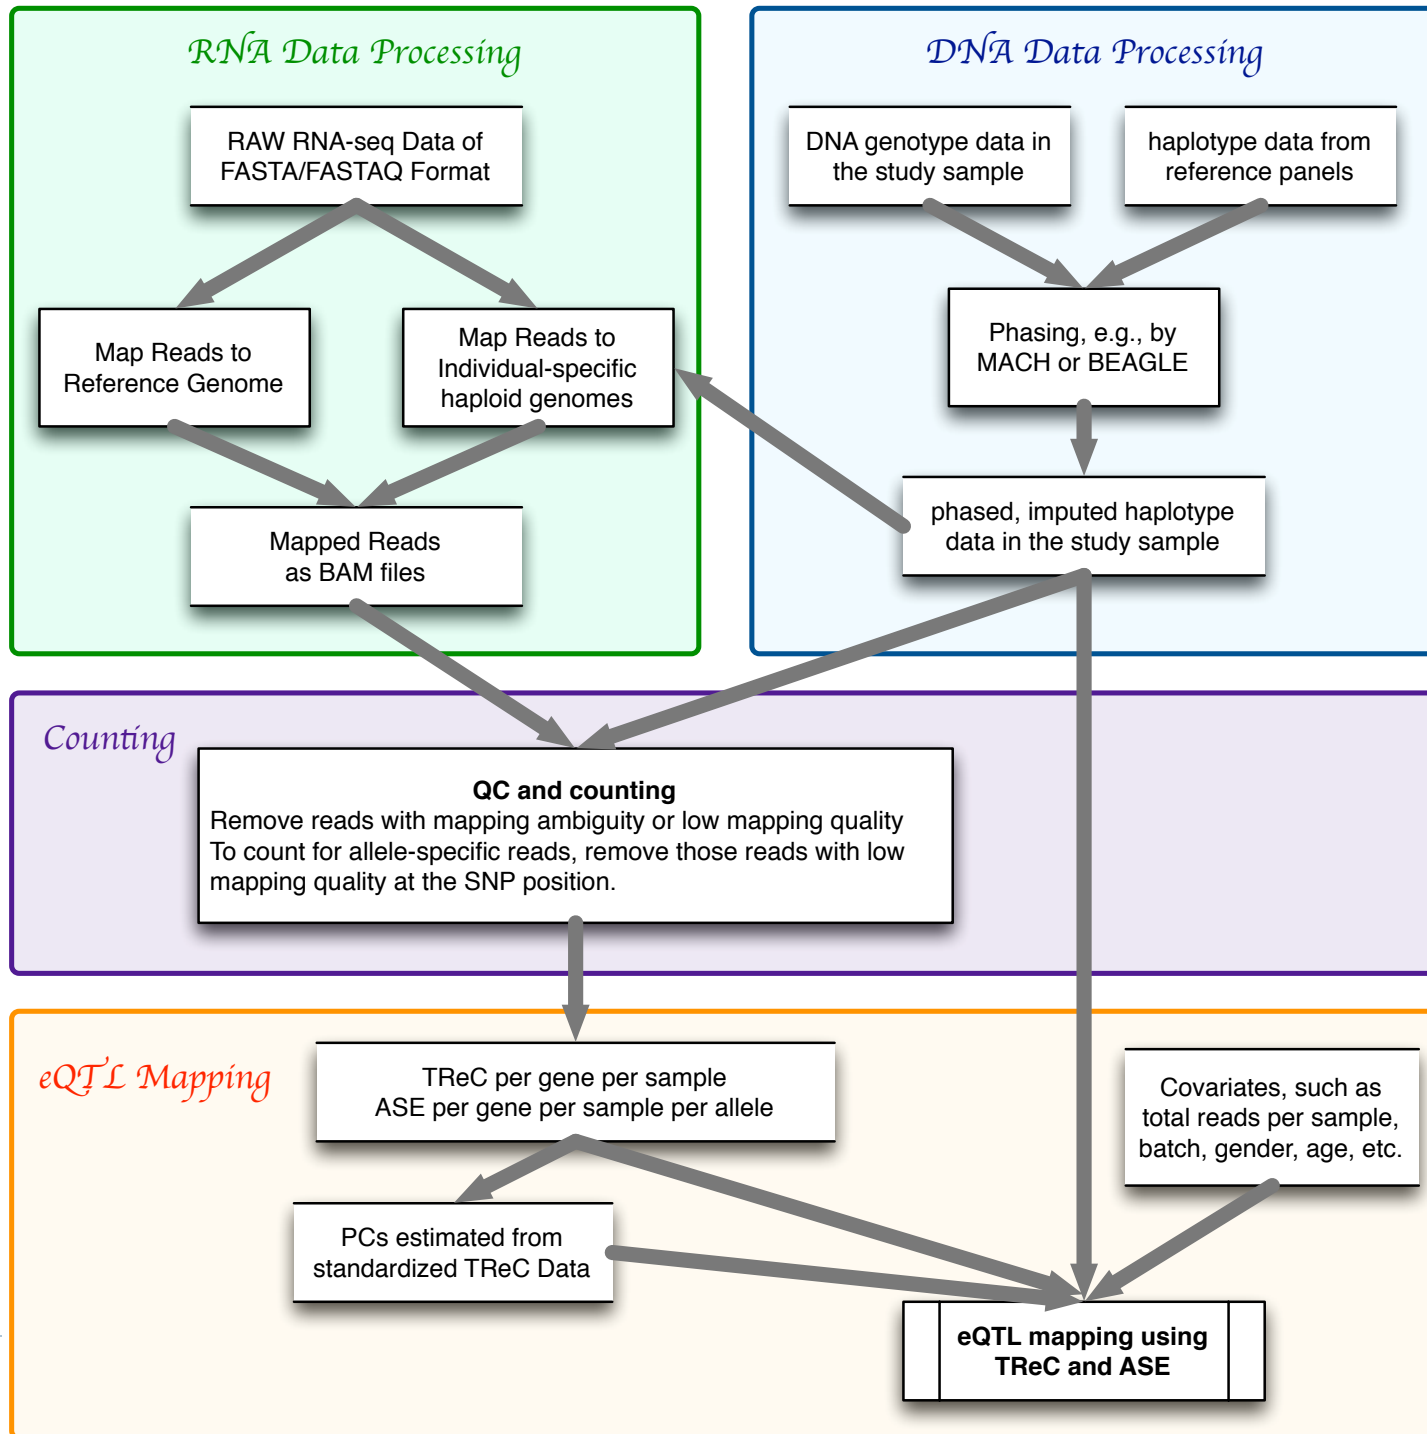 RNA Data Processing
RAW RNA-seq Data of
FASTA/FASTAQ Format
Map Reads to
Reference Genome
Map Reads to
Individual-specific
haploid genomes
Mapped Reads
as BAM files
DNA Data Processing
DNA genotype data in
the study sample
haplotype data from
reference panels
Phasing, e.g., by
MACH or BEAGLE
phased, imputed haplotype
data in the study sample
Counting
QC and counting
Remove reads with mapping ambiguity or low mapping quality
To count for allele-specific reads, remove those reads with low
mapping quality at the SNP position.
eQTL Mapping
TReC per gene per sample
ASE per gene per sample per allele
Covariates, such as
total reads per sample,
batch, gender, age, etc.
PCs estimated from
standardized TReC Data
eQTL mapping using
TReC and ASE